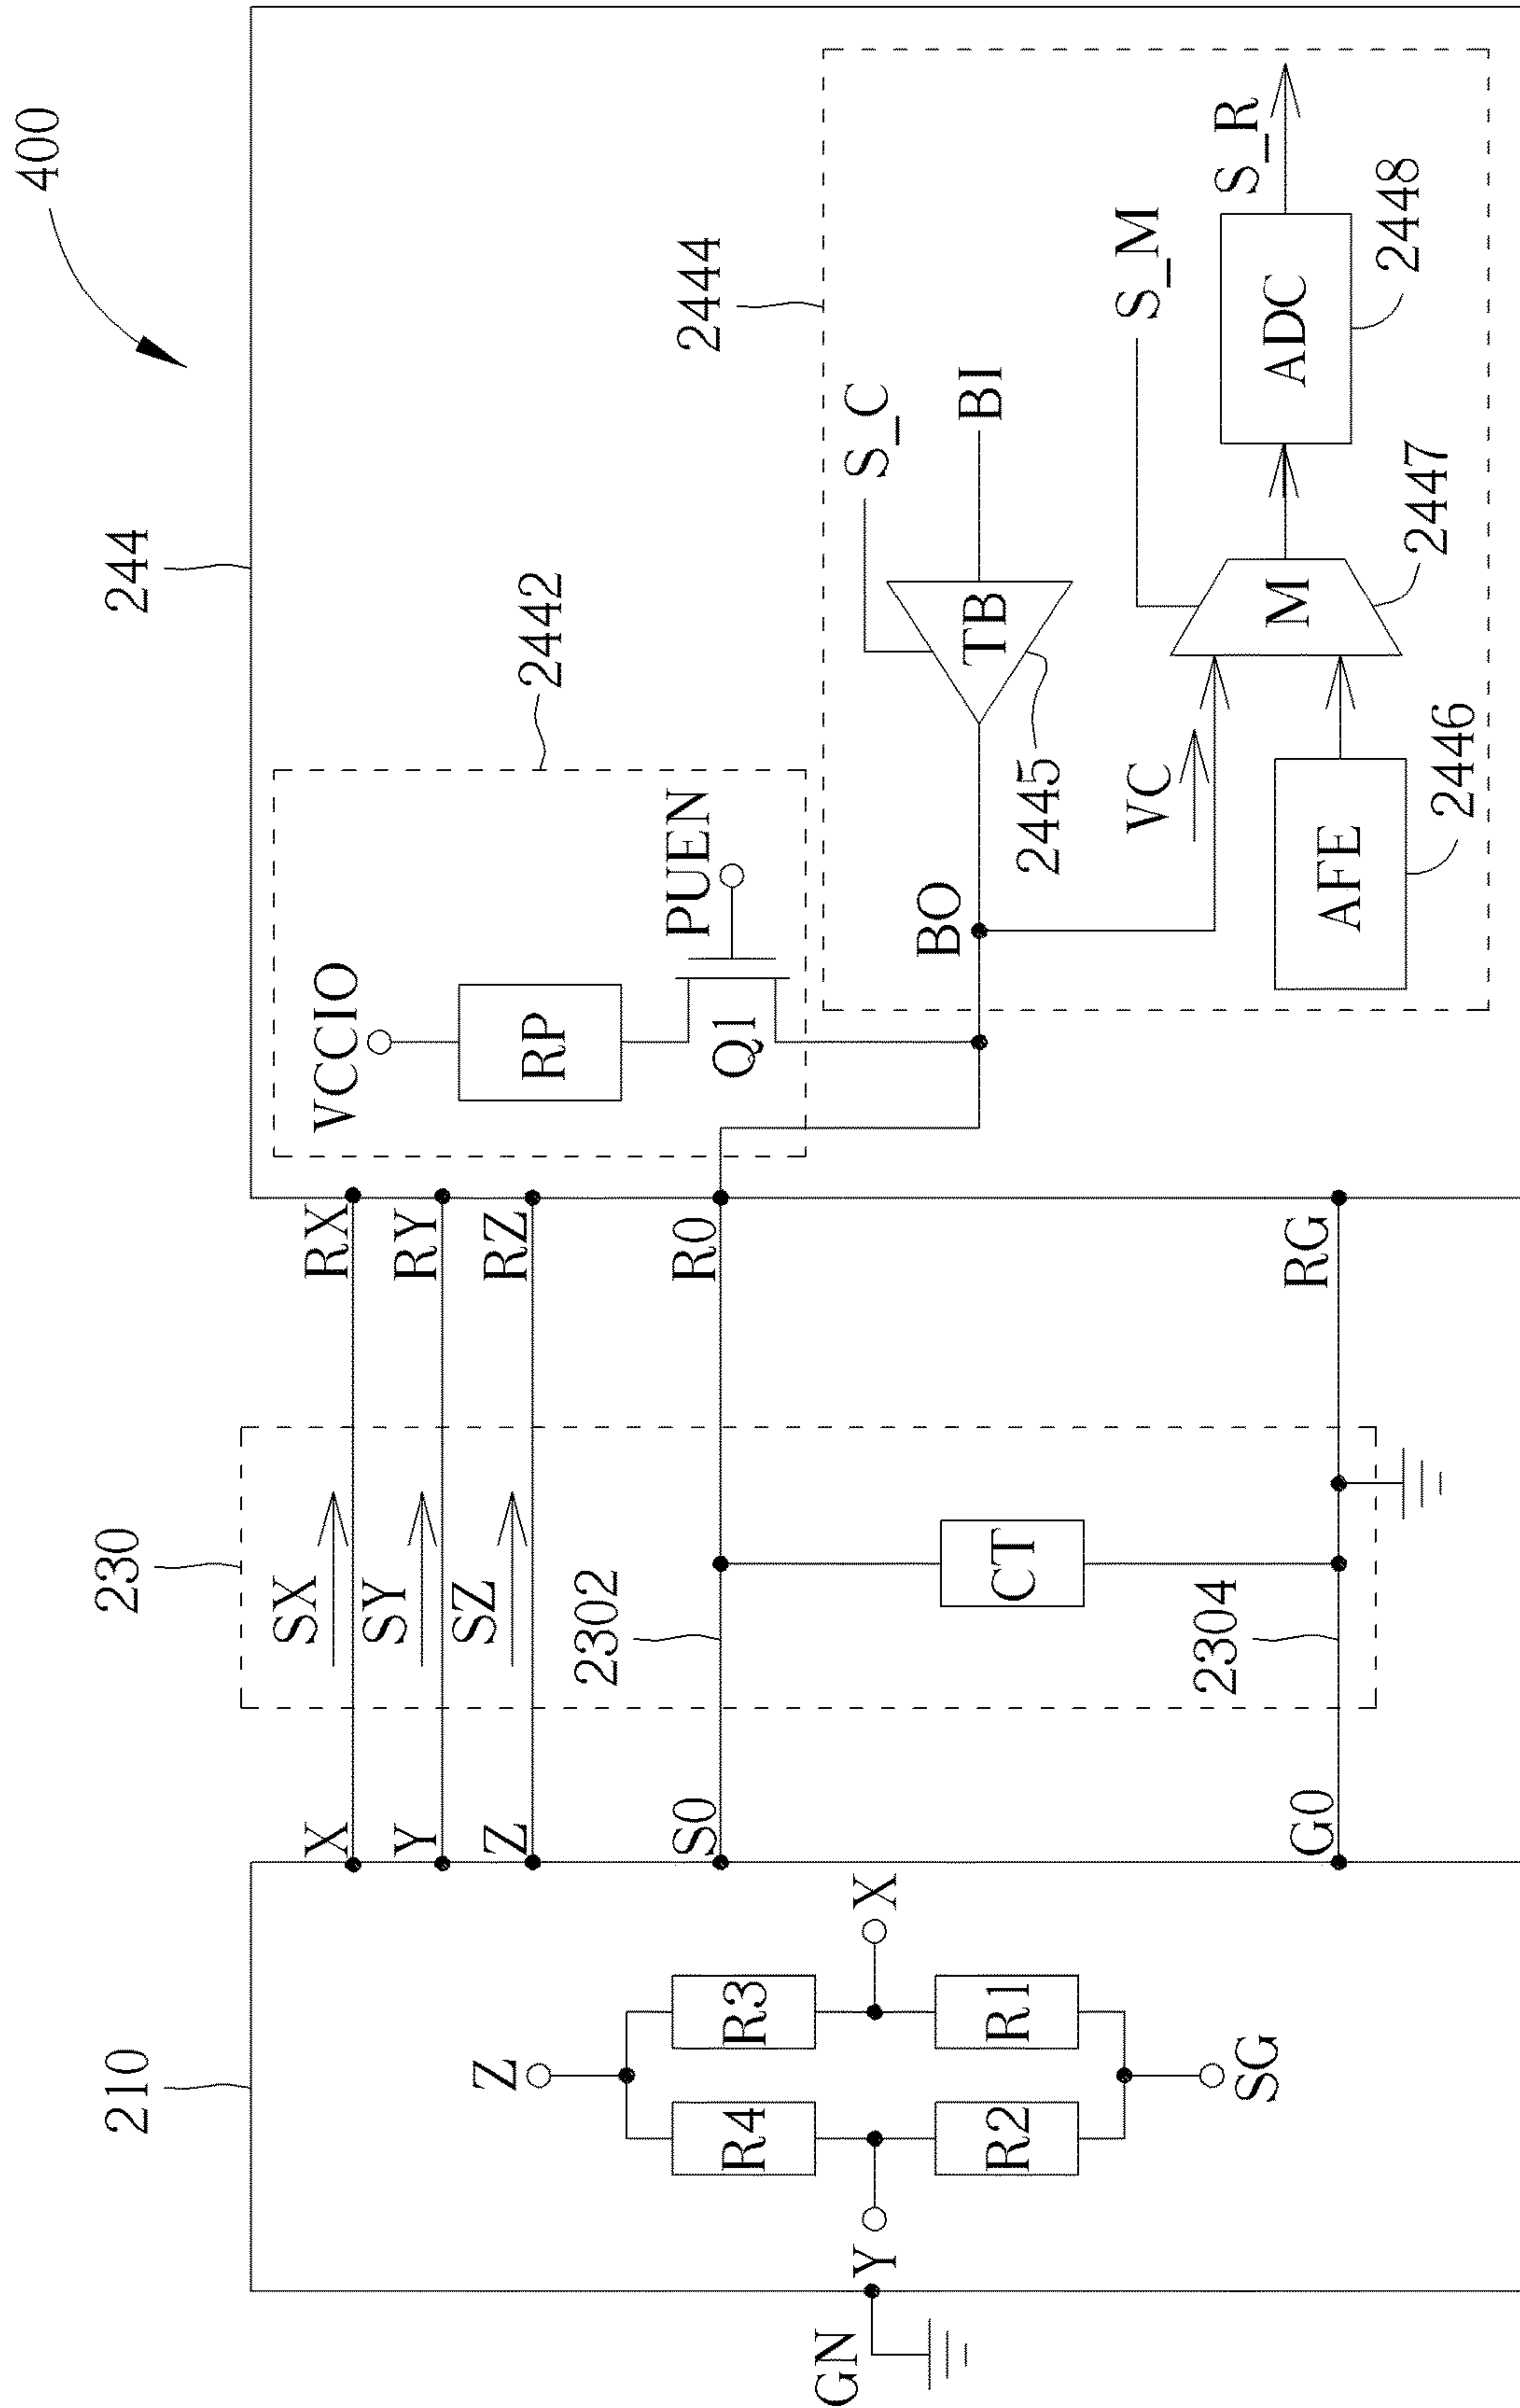 400
210
230
244
GN
Z
R4
R3
Y
X
R2
R1
SG
X
SX
RX
Y
SY
RY
Z
SZ
RZ
S0
2302
R0
CT
G0
2304
RG
2442
VCCIO
RP
Q1
PUEN
2444
S_C
BO
TB
BI
2445
VC
S_M
M
2447
AFE
2446
ADC
2448
S_R